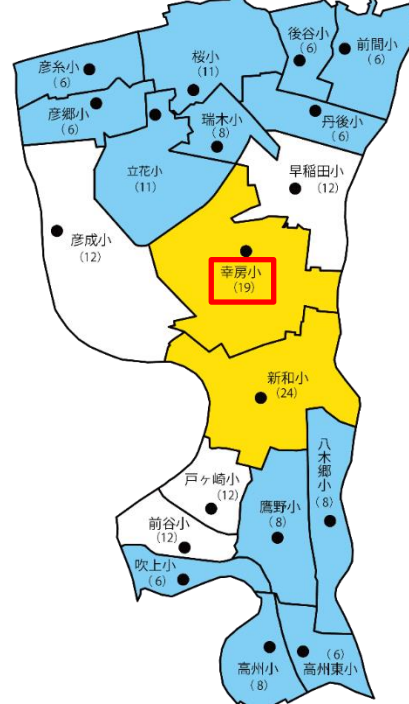 後谷小
(6)
前間小
(6)
桜小
(11)
彦糸小
(6)
彦郷小
(6)
瑞木小
(8)
丹後小
(6)
立花小
(11)
早稲田小
(12)
彦成小
(12)
幸房小
(19)
新和小
(24)
八木郷小
(8)
戸ヶ崎小
(12)
鷹野小
(8)
前谷小
(12)
吹上小
(6)
高州小
(8)
(6)
高州東小